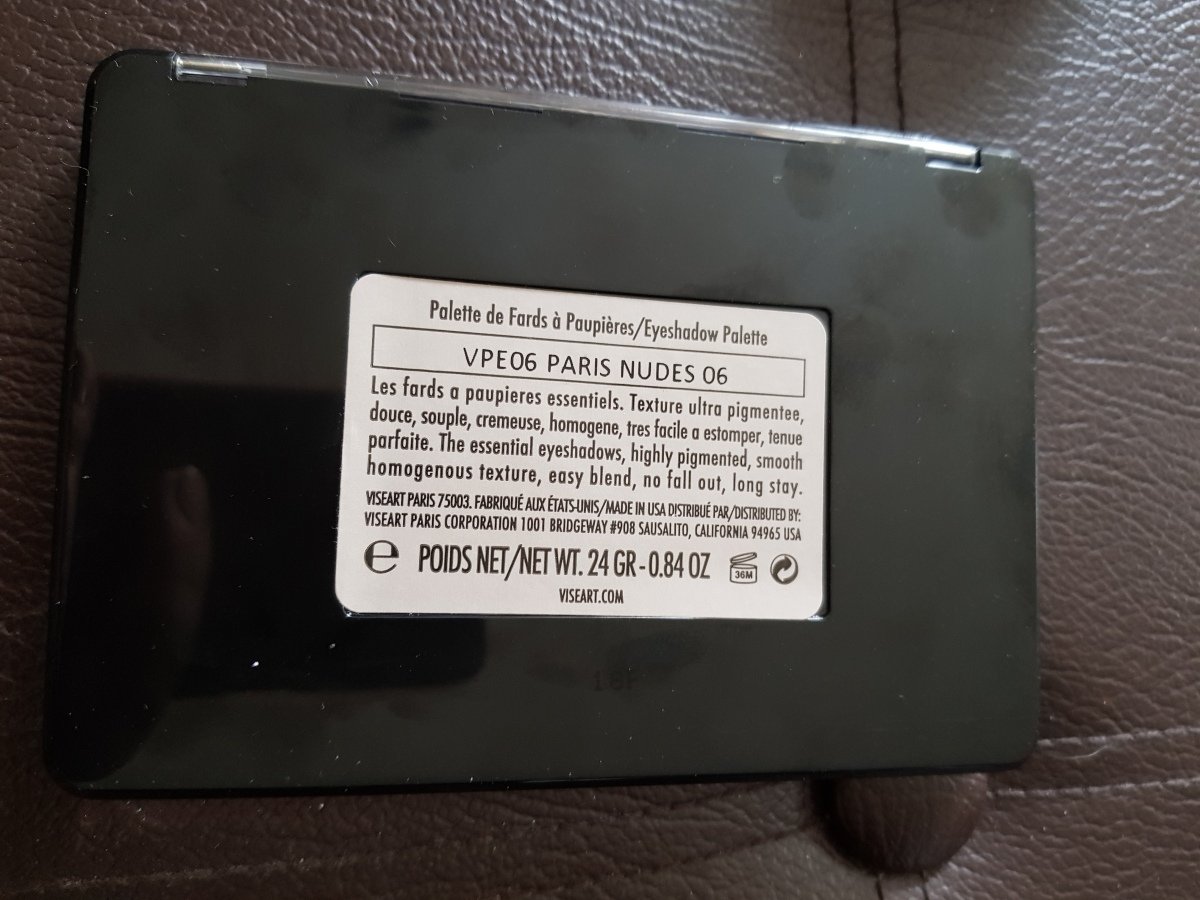 Palette de Fards à Paupières/Eyeshadow Palette
VPE06 PARIS NUDES 06
Les fards a paupieres essentiels. Texture ultra pigmentee,
douce, souple, cremeuse, homogene, tres facile a estomper, tenue
parfaite. The essential eyeshadows, highly pigmented, smooth
homogenous texture, easy blend, no fall out, long stay.
VISEART PARIS 75003. FABRIQUÉ AUX ÉTATS-UNIS/MADE IN USA DISTRIBUÉ PAR/DISTRIBUTED BY:
VISEART PARIS CORPORATION 1001 BRIDGEWAY #908 SAUSALITO, CALIFORNIA 94965 USA
e POIDS NET/NET WT. 24 GR-0.84 OZ 36M
VISEART.COM